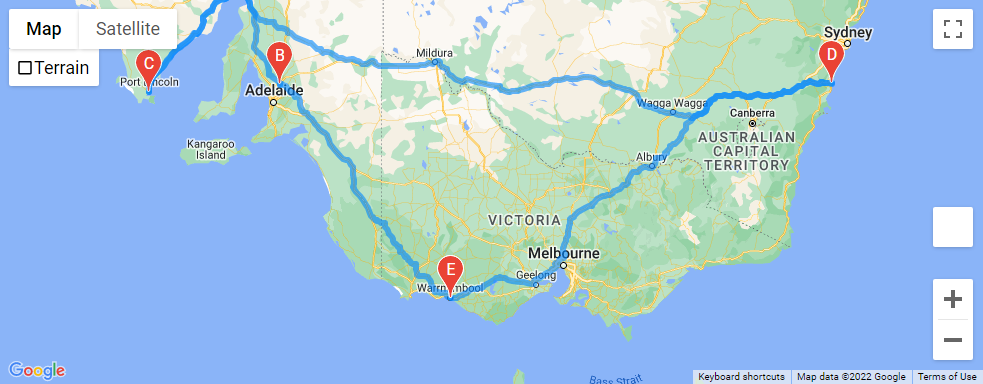 Map
Satellite
Terrain
Sydney
Mildura
B
C
D
Port Lincoln
Adelaide
Wagga Wagga
Canberra
AUSTRALIAN
CAPITAL
TERRITORY
Kangaroo
Island
Albury
VICTORIA
Melbourne
E
Geelong
Warrnambool
Google
Bass Strait
Keyboard shortcuts
Map data ©2022 Google
Terms of Use